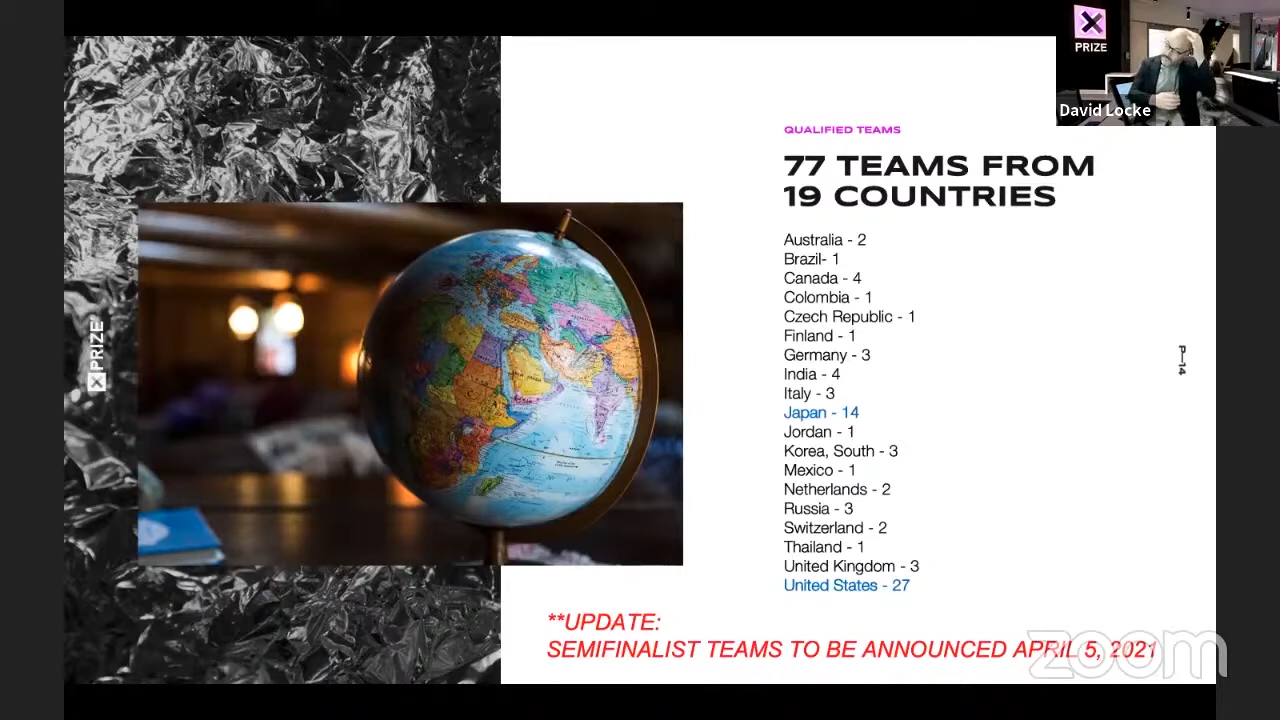 PRIZE
David Locke
QUALIFIED TEAMS
77 TEAMS FROM
19 COUNTRIES
Australia - 2
Brazil- 1
Canada - 4
Colombia - 1
Czech Republic - 1
Finland - 1
Germany - 3
India - 4
Italy - 3
Japan - 14
Jordan - 1
Korea, South - 3
Mexico - 1
Netherlands - 2
Russia - 3
Switzerland - 2
Thailand - 1
United Kingdom - 3
United States - 27
XPRIZE
P—14
**UPDATE:
SEMIFINALIST TEAMS TO BE ANNOUNCED APRIL 5, 2021
zoom